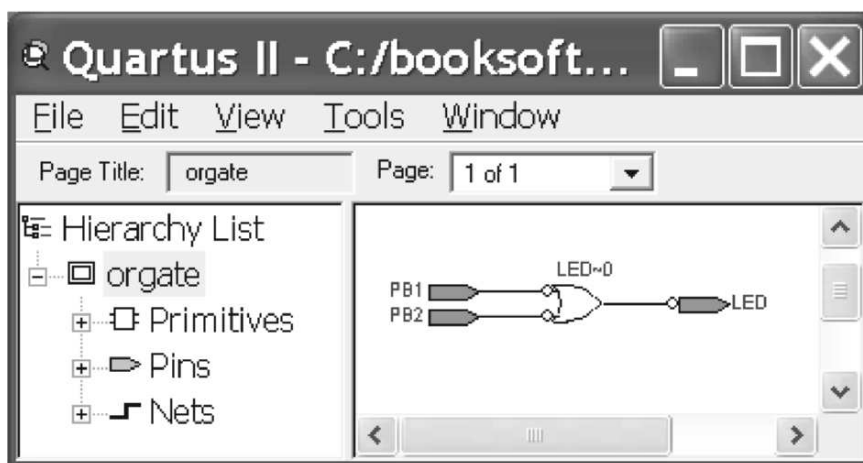 Quartus II - C:/booksoft...
File Edit View Tools Window
Page Title: orgate Page: 1 of 1
Hierarchy List
orgate
Primitives
Pins
Nets
LED~0
PB1
PB2
LED